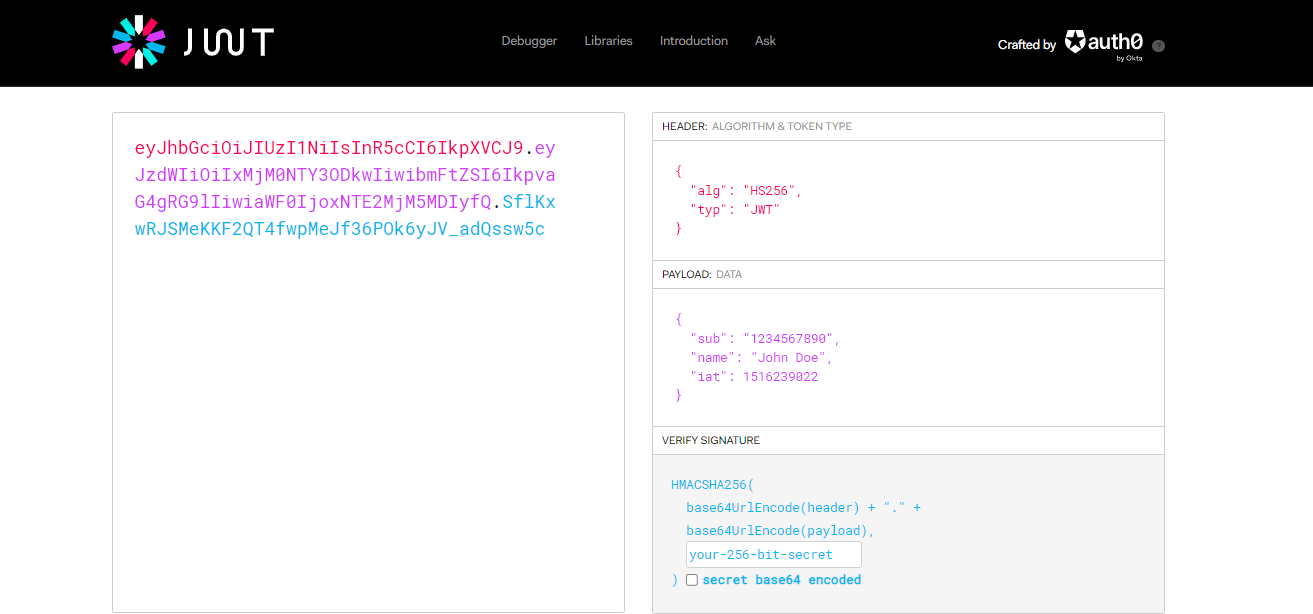 JWT
Debugger Libraries Introduction Ask
Crafted by auth0 ?
by Okta
eyJhbGciOiJIUzI1NiIsInR5cCI6IkpXVCJ9.ey
JzdWIiOiIxMjM0NTY3ODkwIiwibmFtZSI6Ikpva
G4gRG9lIiwiaWF0IjoxNTE2MjM5MDIyfQ.SflKx
wRJSMeKKF2QT4fwpMeJf36POk6yJV_adQssw5c
HEADER: ALGORITHM & TOKEN TYPE
{
"alg": "HS256",
"typ": "JWT"
}
PAYLOAD: DATA
{
"sub": "1234567890",
"name": "John Doe",
"iat": 1516239022
}
VERIFY SIGNATURE
HMACSHA256(
base64UrlEncode(header) + "." +
base64UrlEncode(payload),
your-256-bit-secret
) secret base64 encoded